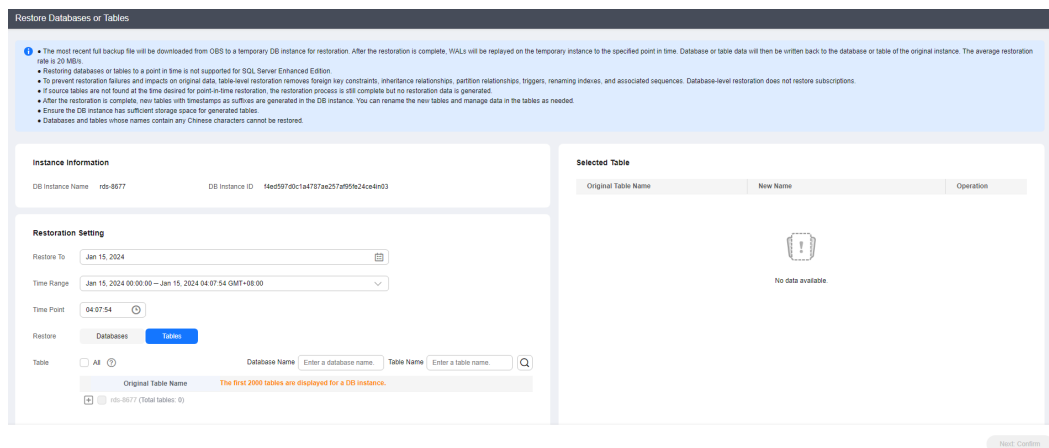 Restore Databases or Tables
● The most recent full backup file will be downloaded from OBS to a temporary DB instance for restoration. After the restoration is complete, WALs will be replayed on the temporary instance to the specified point in time. Database or table data will then be written back to the database or table of the original instance. The average restoration
rate is 20 MB/s.
● Restoring databases or tables to a point in time is not supported for SQL Server Enhanced Edition.
● To prevent restoration failures and impacts on original data, table-level restoration removes foreign key constraints, inheritance relationships, partition relationships, triggers, renaming indexes, and associated sequences. Database-level restoration does not restore subscriptions.
● If source tables are not found at the time desired for point-in-time restoration, the restoration process is still complete but no restoration data is generated.
● After the restoration is complete, new tables with timestamps as suffixes are generated in the DB instance. You can rename the new tables and manage data in the tables as needed.
● Ensure the DB instance has sufficient storage space for generated tables.
● Databases and tables whose names contain any Chinese characters cannot be restored.
Instance Information
DB Instance Name rds-8677 DB Instance ID f4ed597d0c1a4787ae257af95fe24ce4in03
Restoration Setting
Restore To Jan 15, 2024
Time Range Jan 15, 2024 00:00:00 – Jan 15, 2024 04:07:54 GMT+08:00
Time Point 04:07:54
Restore Databases Tables
Table All Database Name Enter a database name. Table Name Enter a table name.
Original Table Name The first 2000 tables are displayed for a DB instance.
rds-8677 (Total tables: 0)
Selected Table
Original Table Name New Name Operation
No data available.
Next: Confirm